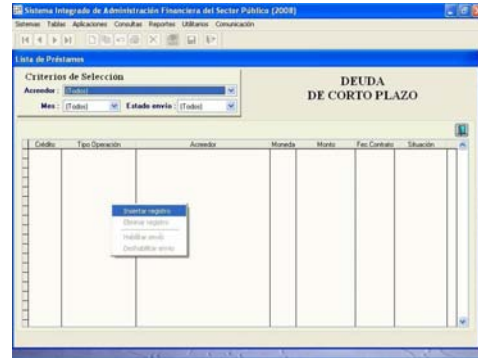 Sistema Integrado de Administración Financiera del Sector Público (2008)
Sistemas Tablas Aplicaciones Consultas Reportes Utilitarios Comunicación
Lista de Préstamos
Criterios de Selección
Acreedor : (Todos)
Mes : (Todos) Estado envío : (Todos)
DEUDA
DE CORTO PLAZO
Crédito Tipo Operación Acreedor Moneda Monto Fec.Contrato Situación
Insertar registro
Eliminar registro
Habilitar envío
Deshabilitar envío